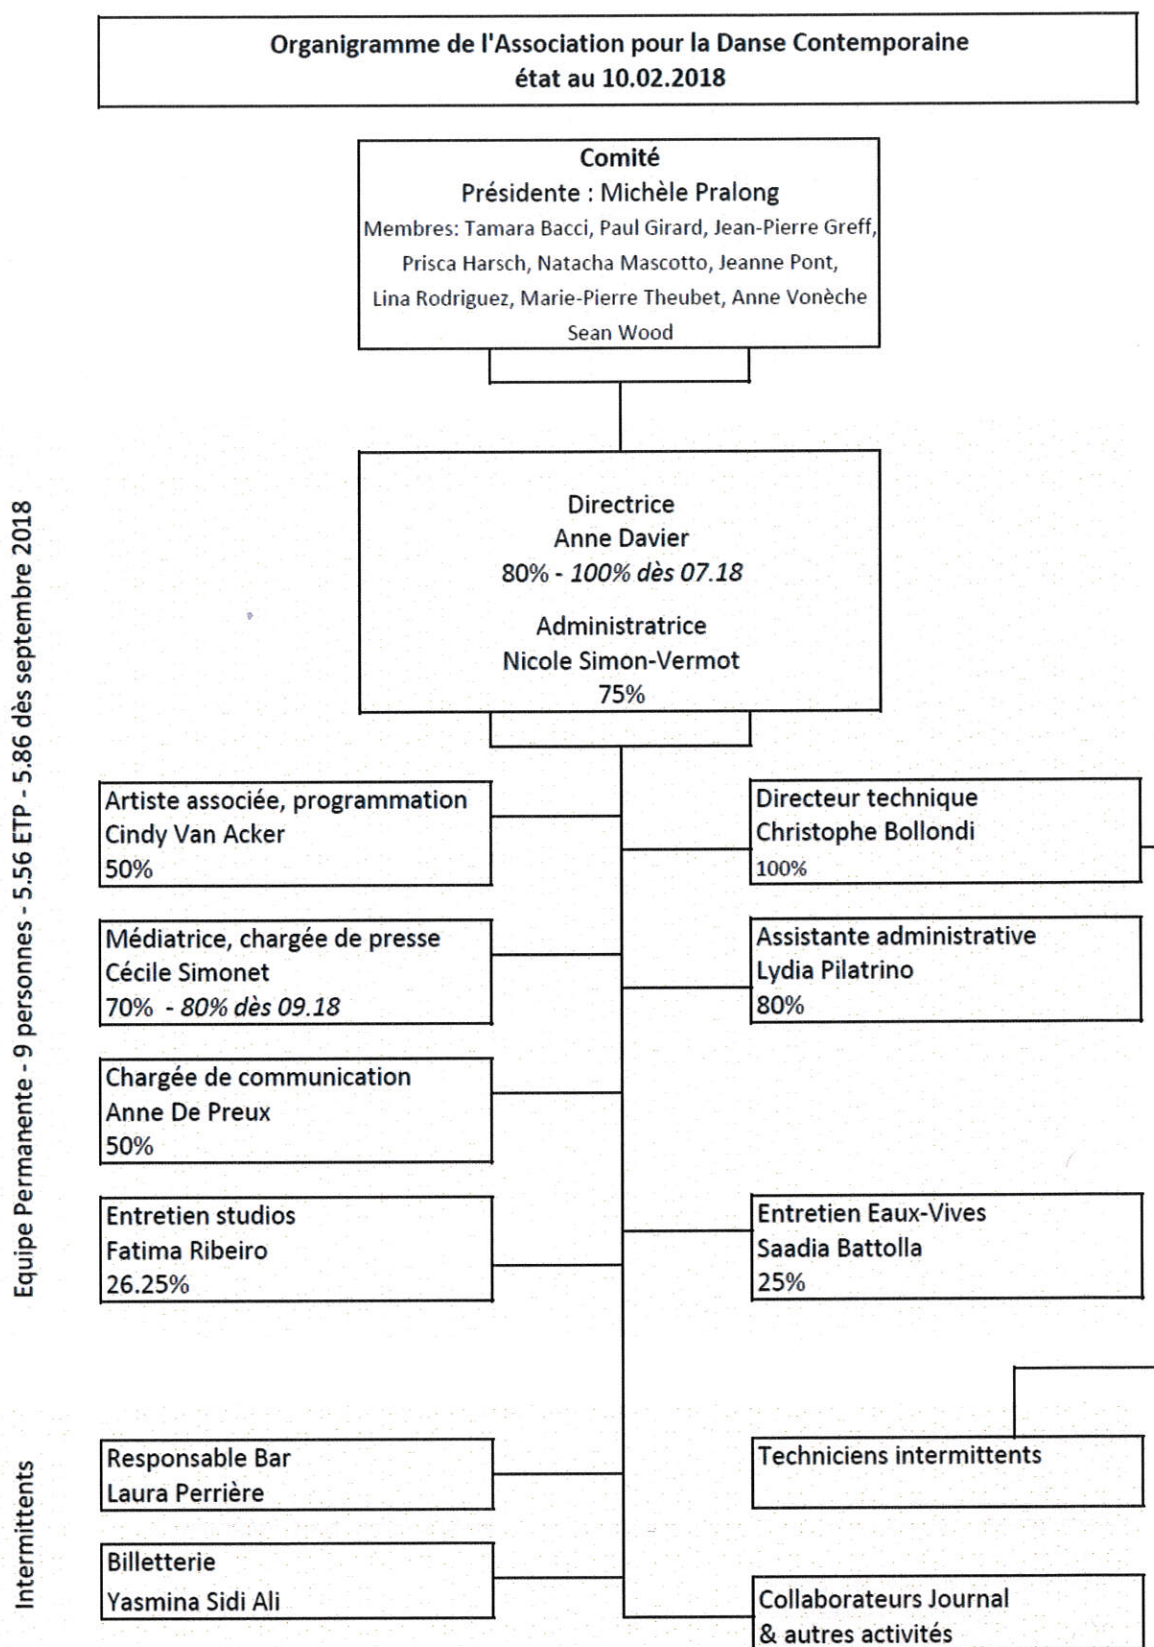 Organigramme de l'Association pour la Danse Contemporaine
état au 10.02.2018
Comité
Présidente : Michèle Pralong
Membres: Tamara Bacci, Paul Girard, Jean-Pierre Greff,
Prisca Harsch, Natacha Mascotto, Jeanne Pont,
Lina Rodriguez, Marie-Pierre Theubet, Anne Vonèche
Sean Wood
Directrice
Anne Davier
80% - 100% dès 07.18
Administratrice
Nicole Simon-Vermot
75%
Equipe Permanente - 9 personnes - 5.56 ETP - 5.86 dès septembre 2018
Artiste associée, programmation
Cindy Van Acker
50%
Directeur technique
Christophe Bollondi
100%
Médiatrice, chargée de presse
Cécile Simonet
70% - 80% dès 09.18
Assistante administrative
Lydia Pilatrino
80%
Chargée de communication
Anne De Preux
50%
Entretien studios
Fatima Ribeiro
26.25%
Entretien Eaux-Vives
Saadia Battolla
25%
Intermittents
Responsable Bar
Laura Perrière
Techniciens intermittents
Billetterie
Yasmina Sidi Ali
Collaborateurs Journal
& autres activités